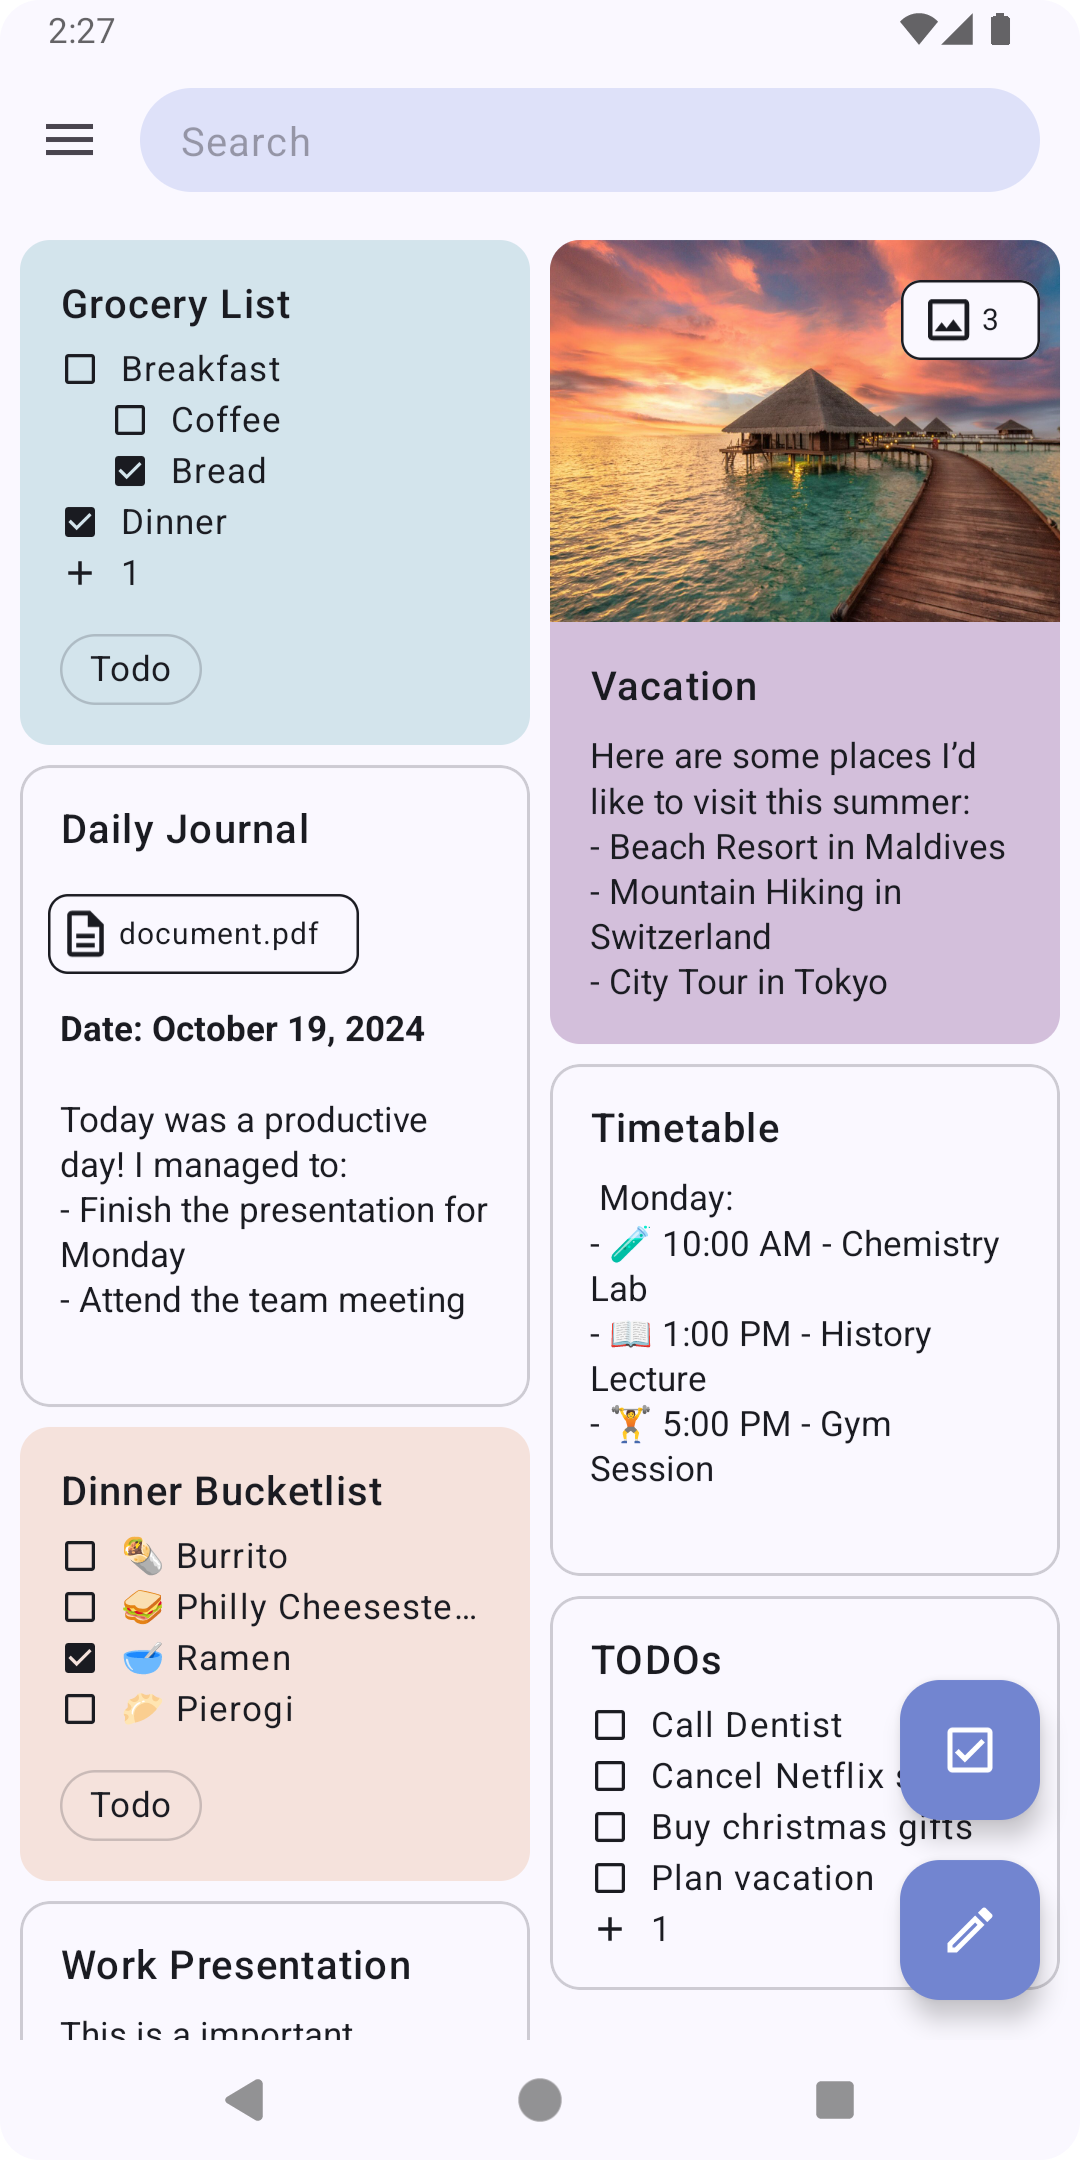 2:27
Search
Grocery List
Breakfast
Coffee
Bread
Dinner
+ 1
Todo
Daily Journal
document.pdf
Date: October 19, 2024
Today was a productive
day! I managed to:
- Finish the presentation for
Monday
- Attend the team meeting
Dinner Bucketlist
🌯 Burrito
🥪 Philly Cheeseste…
🥣 Ramen
🥟 Pierogi
Todo
Work Presentation
This is a important
3
Vacation
Here are some places I’d
like to visit this summer:
- Beach Resort in Maldives
- Mountain Hiking in
Switzerland
- City Tour in Tokyo
Timetable
Monday:
- 🧪 10:00 AM - Chemistry
Lab
- 📖 1:00 PM - History
Lecture
- 🏋️ 5:00 PM - Gym
Session
TODOs
Call Dentist
Cancel Netflix
Buy christmas gifts
Plan vacation
+ 1